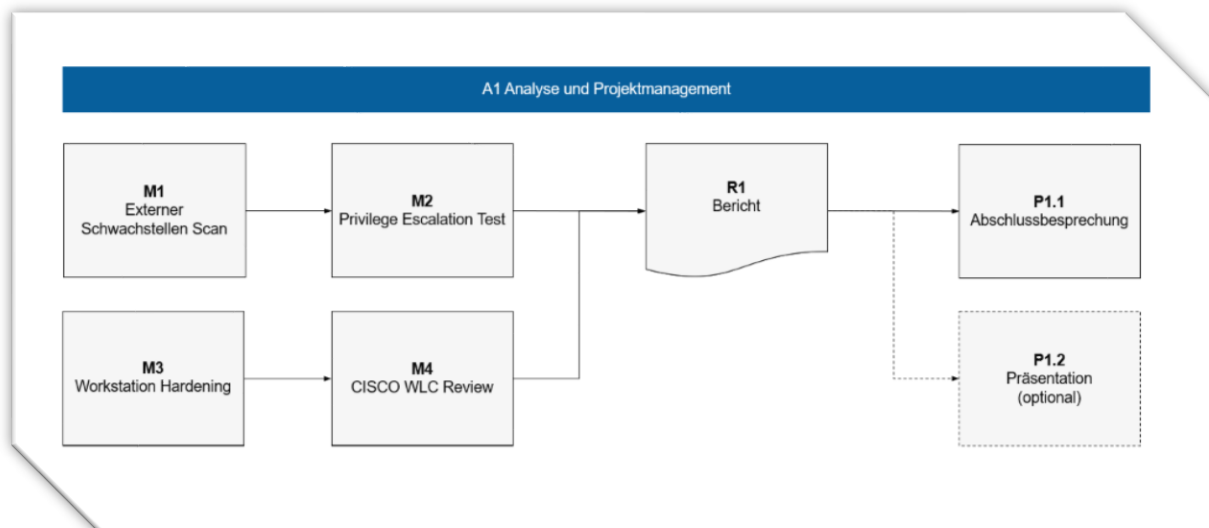 A1 Analyse und Projektmanagement
M1
Externer
Schwachstellen Scan
M2
Privilege Escalation Test
R1
Bericht
P1.1
Abschlussbesprechung
M3
Workstation Hardening
M4
CISCO WLC Review
P1.2
Präsentation
(optional)